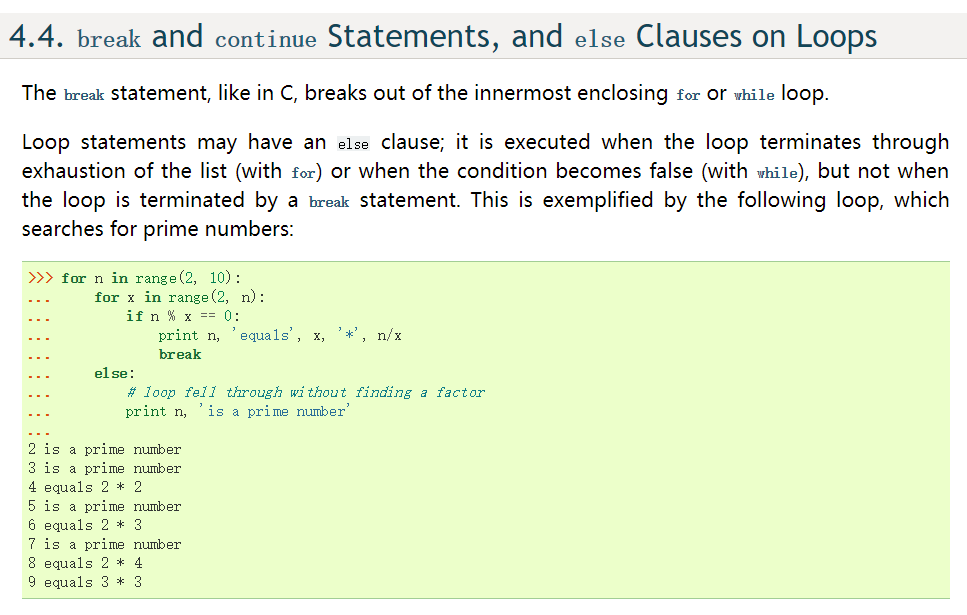 4.4. break and continue Statements, and else Clauses on Loops
The break statement, like in C, breaks out of the innermost enclosing for or while loop.
Loop statements may have an else clause; it is executed when the loop terminates through
exhaustion of the list (with for) or when the condition becomes false (with while), but not when
the loop is terminated by a break statement. This is exemplified by the following loop, which
searches for prime numbers:
>>> for n in range(2, 10):
...     for x in range(2, n):
...         if n % x == 0:
...             print n, 'equals', x, '*', n/x
...             break
...     else:
...         # loop fell through without finding a factor
...         print n, 'is a prime number'
...
2 is a prime number
3 is a prime number
4 equals 2 * 2
5 is a prime number
6 equals 2 * 3
7 is a prime number
8 equals 2 * 4
9 equals 3 * 3